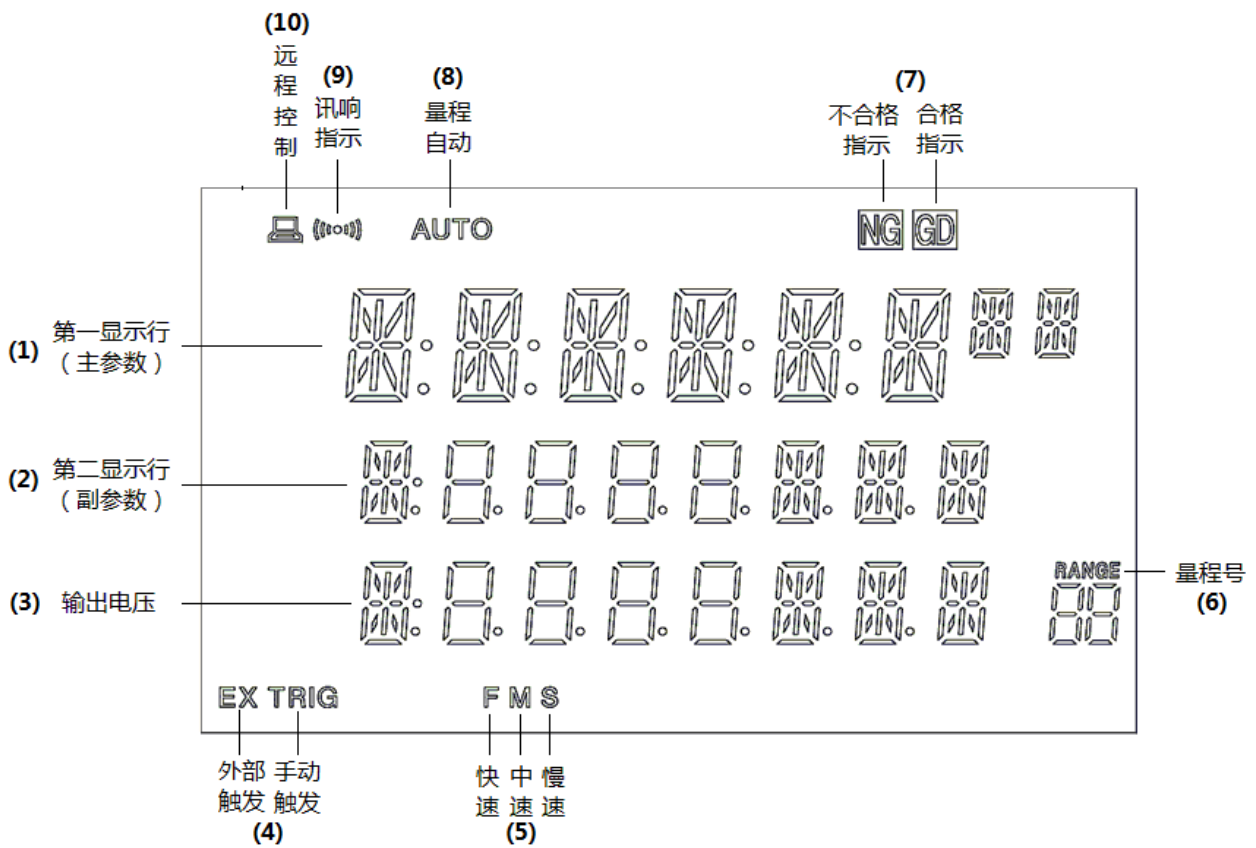 (10)
远
程
控
制
(9)
讯响
指示
(8)
量程
自动
(7)
不合格 合格
指示 指示
AUTO
NG GD
(1) 第一显示行
（主参数）
(2) 第二显示行
（副参数）
(3) 输出电压
RANGE
量程号
(6)
EX TRIG
F M S
外部 手动
触发 触发
(4)
快 中 慢
速 速 速
(5)